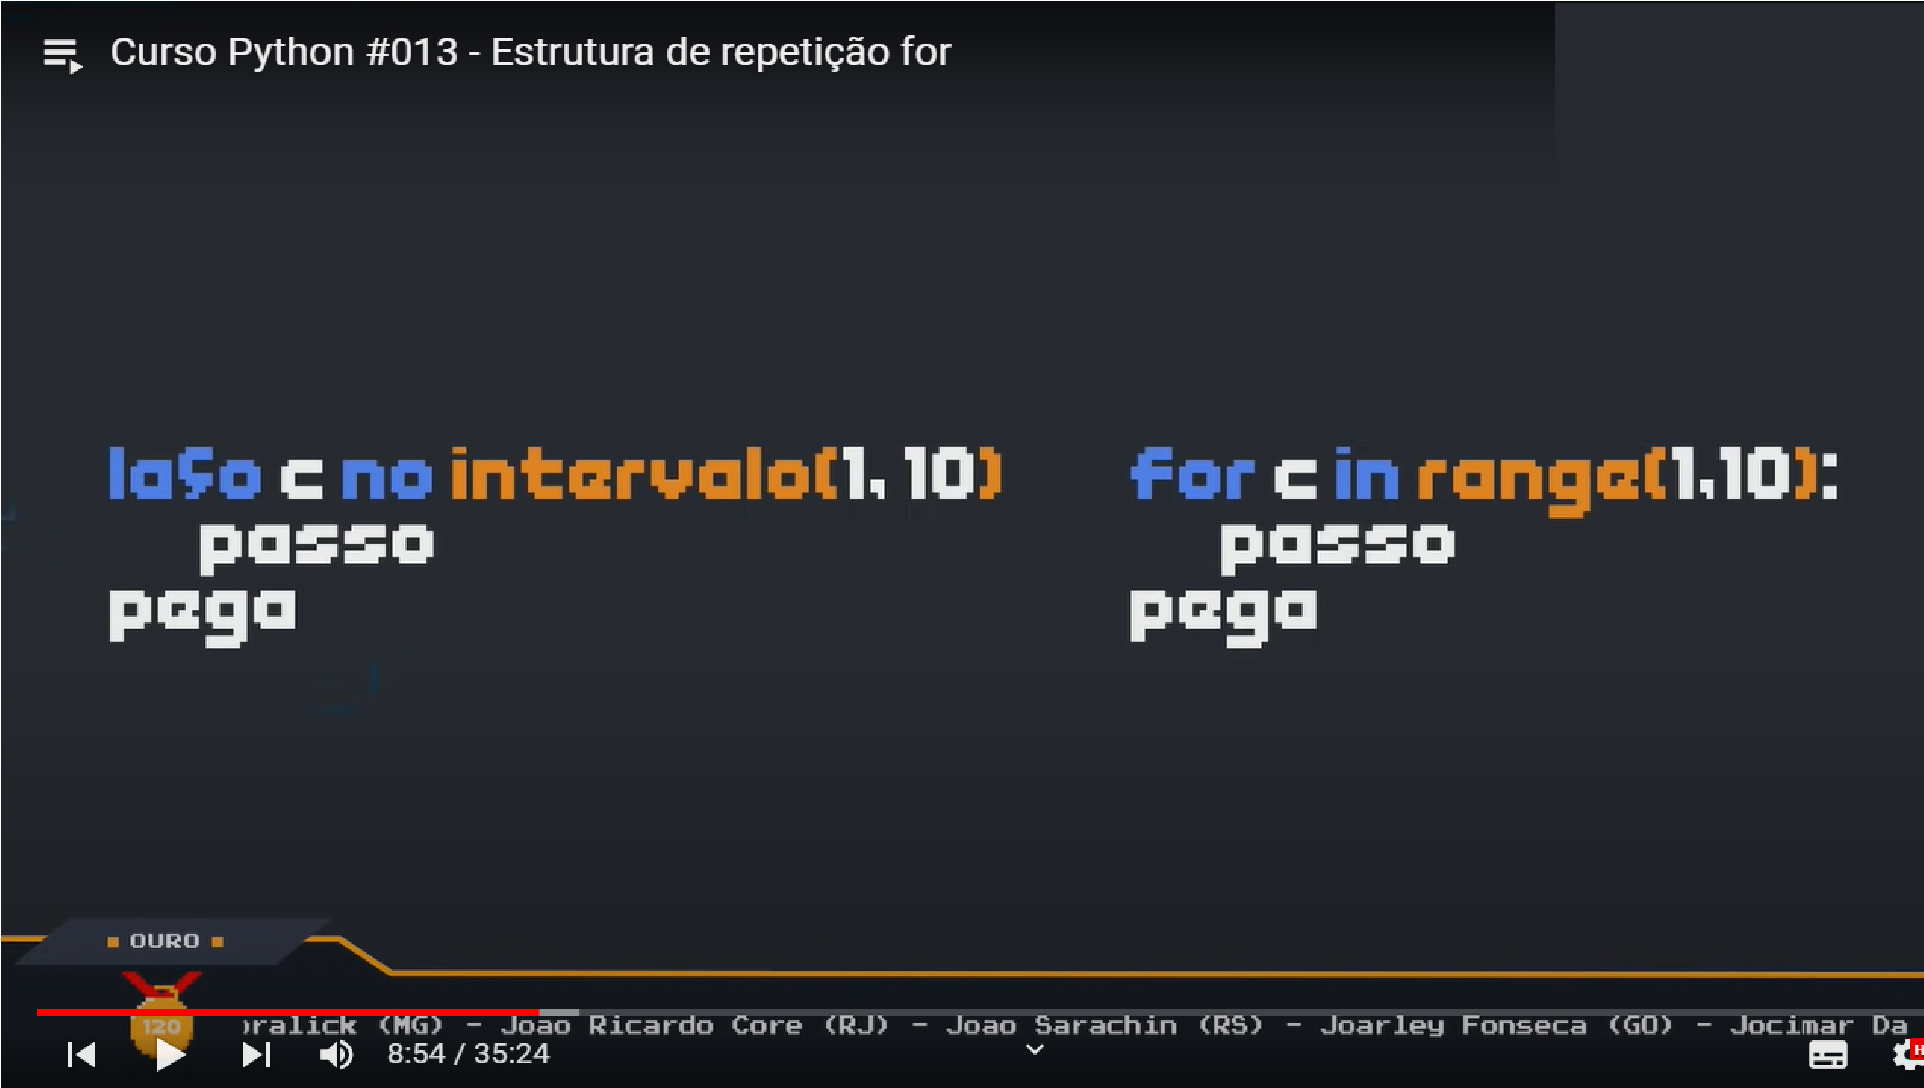 Curso Python #013 - Estrutura de repetição for
laço c no intervalo(1, 10)
passo
pega
for c in range(1,10):
passo
pega
OURO
120
(MG) - Joao Ricardo Core (RJ) - Joao Sarachin (RS) - Joarley Fonseca (GO) - Jocimar Da
8:54 / 35:24